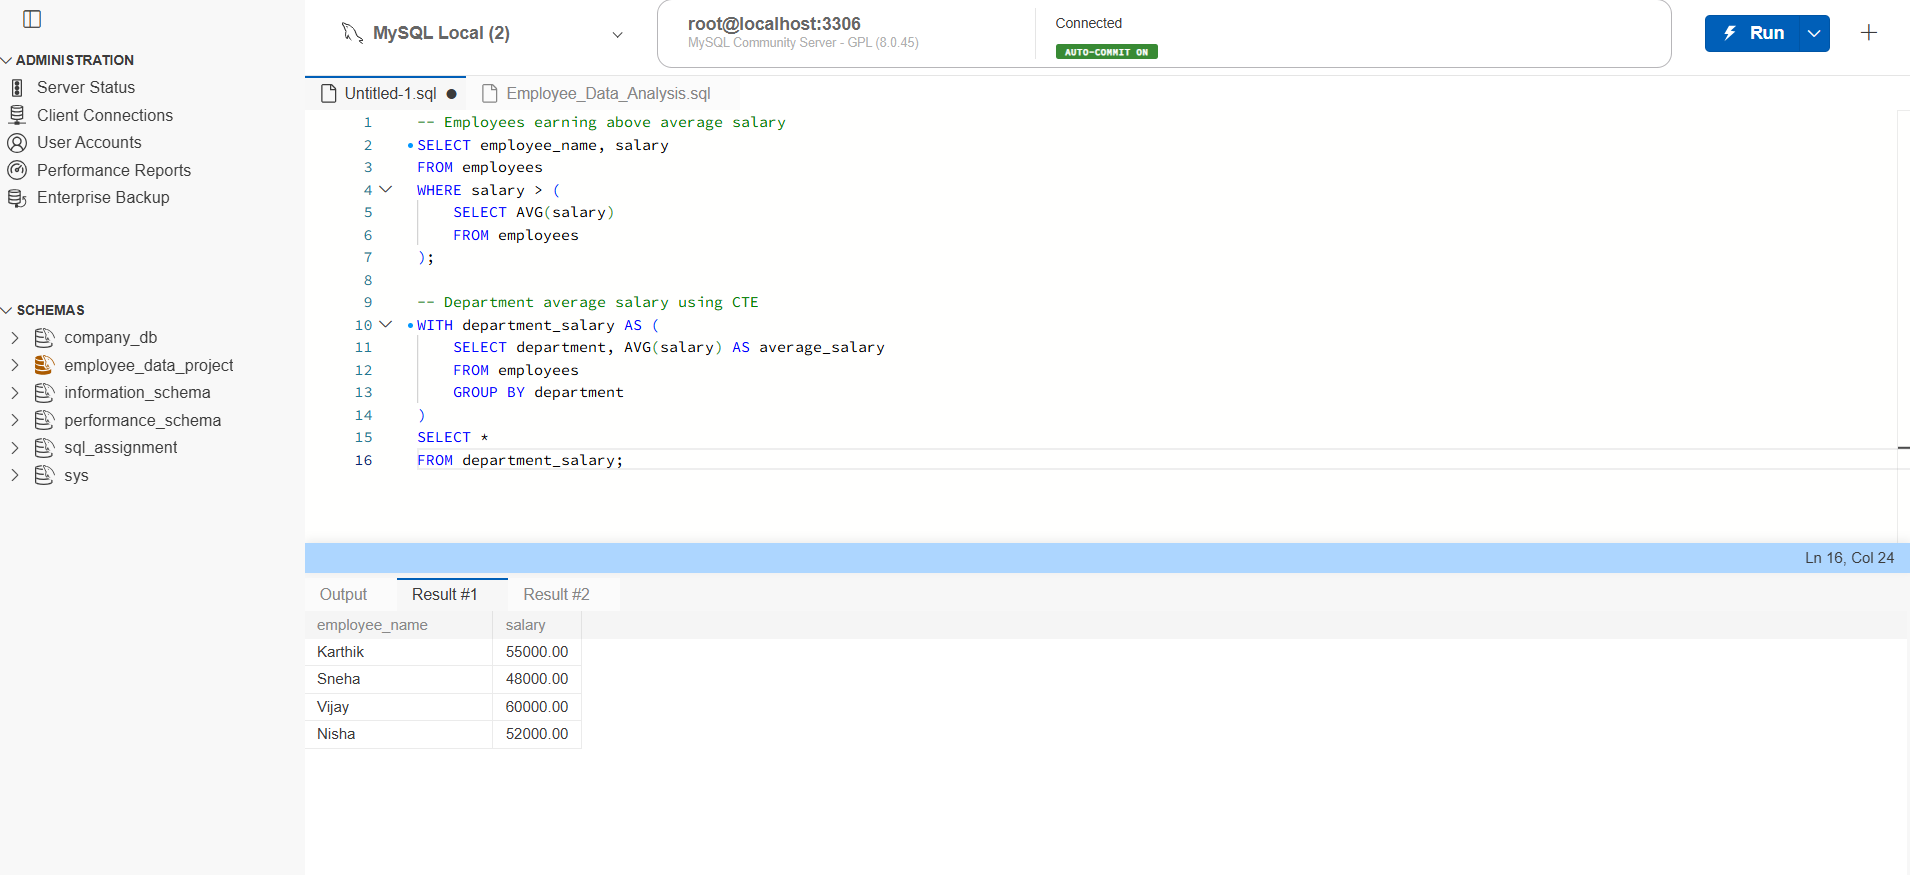 MySQL Local (2)
root@localhost:3306
MySQL Community Server - GPL (8.0.45)
Connected
AUTO-COMMIT ON
Run
ADMINISTRATION
Server Status
Client Connections
User Accounts
Performance Reports
Enterprise Backup
SCHEMAS
company_db
employee_data_project
information_schema
performance_schema
sql_assignment
sys
Untitled-1.sql
Employee_Data_Analysis.sql
1 -- Employees earning above average salary
2 SELECT employee_name, salary
3 FROM employees
4 WHERE salary > (
5 SELECT AVG(salary)
6 FROM employees
7 );
8
9 -- Department average salary using CTE
10 WITH department_salary AS (
11 SELECT department, AVG(salary) AS average_salary
12 FROM employees
13 GROUP BY department
14 )
15 SELECT *
16 FROM department_salary;
Ln 16, Col 24
Output Result #1 Result #2
employee_name salary
Karthik 55000.00
Sneha 48000.00
Vijay 60000.00
Nisha 52000.00